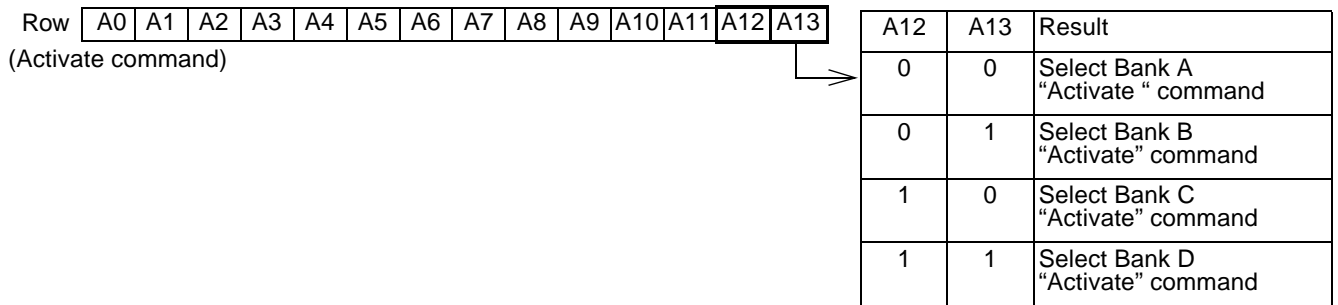 Row A0 A1 A2 A3 A4 A5 A6 A7 A8 A9 A10 A11 A12 A13
(Activate command)
A12 A13 Result
0 0 Select Bank A
“Activate “ command
0 1 Select Bank B
“Activate” command
1 0 Select Bank C
“Activate” command
1 1 Select Bank D
“Activate” command